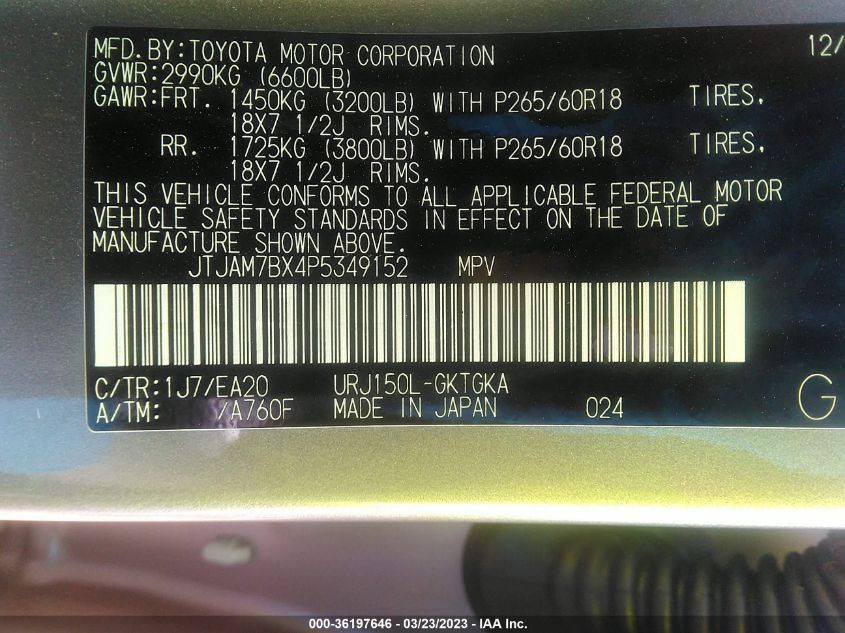 MFD.BY:TOYOTA MOTOR CORPORATION 12/
GVWR:2990KG (6600LB)
GAWR:FRT. 1450KG (3200LB) WITH P265/60R18 TIRES,
18X7 1/2J RIMS.
RR. 1725KG (3800LB) WITH P265/60R18 TIRES,
18X7 1/2J RIMS.
THIS VEHICLE CONFORMS TO ALL APPLICABLE FEDERAL MOTOR
VEHICLE SAFETY STANDARDS IN EFFECT ON THE DATE OF
MANUFACTURE SHOWN ABOVE.
JTJAM7BX4P5349152 MPV
C/TR:1J7/EA20 URJ150L-GKTGKA
A/TM: /A760F MADE IN JAPAN 024 G
000-36197646 - 03/23/2023 - IAA Inc.